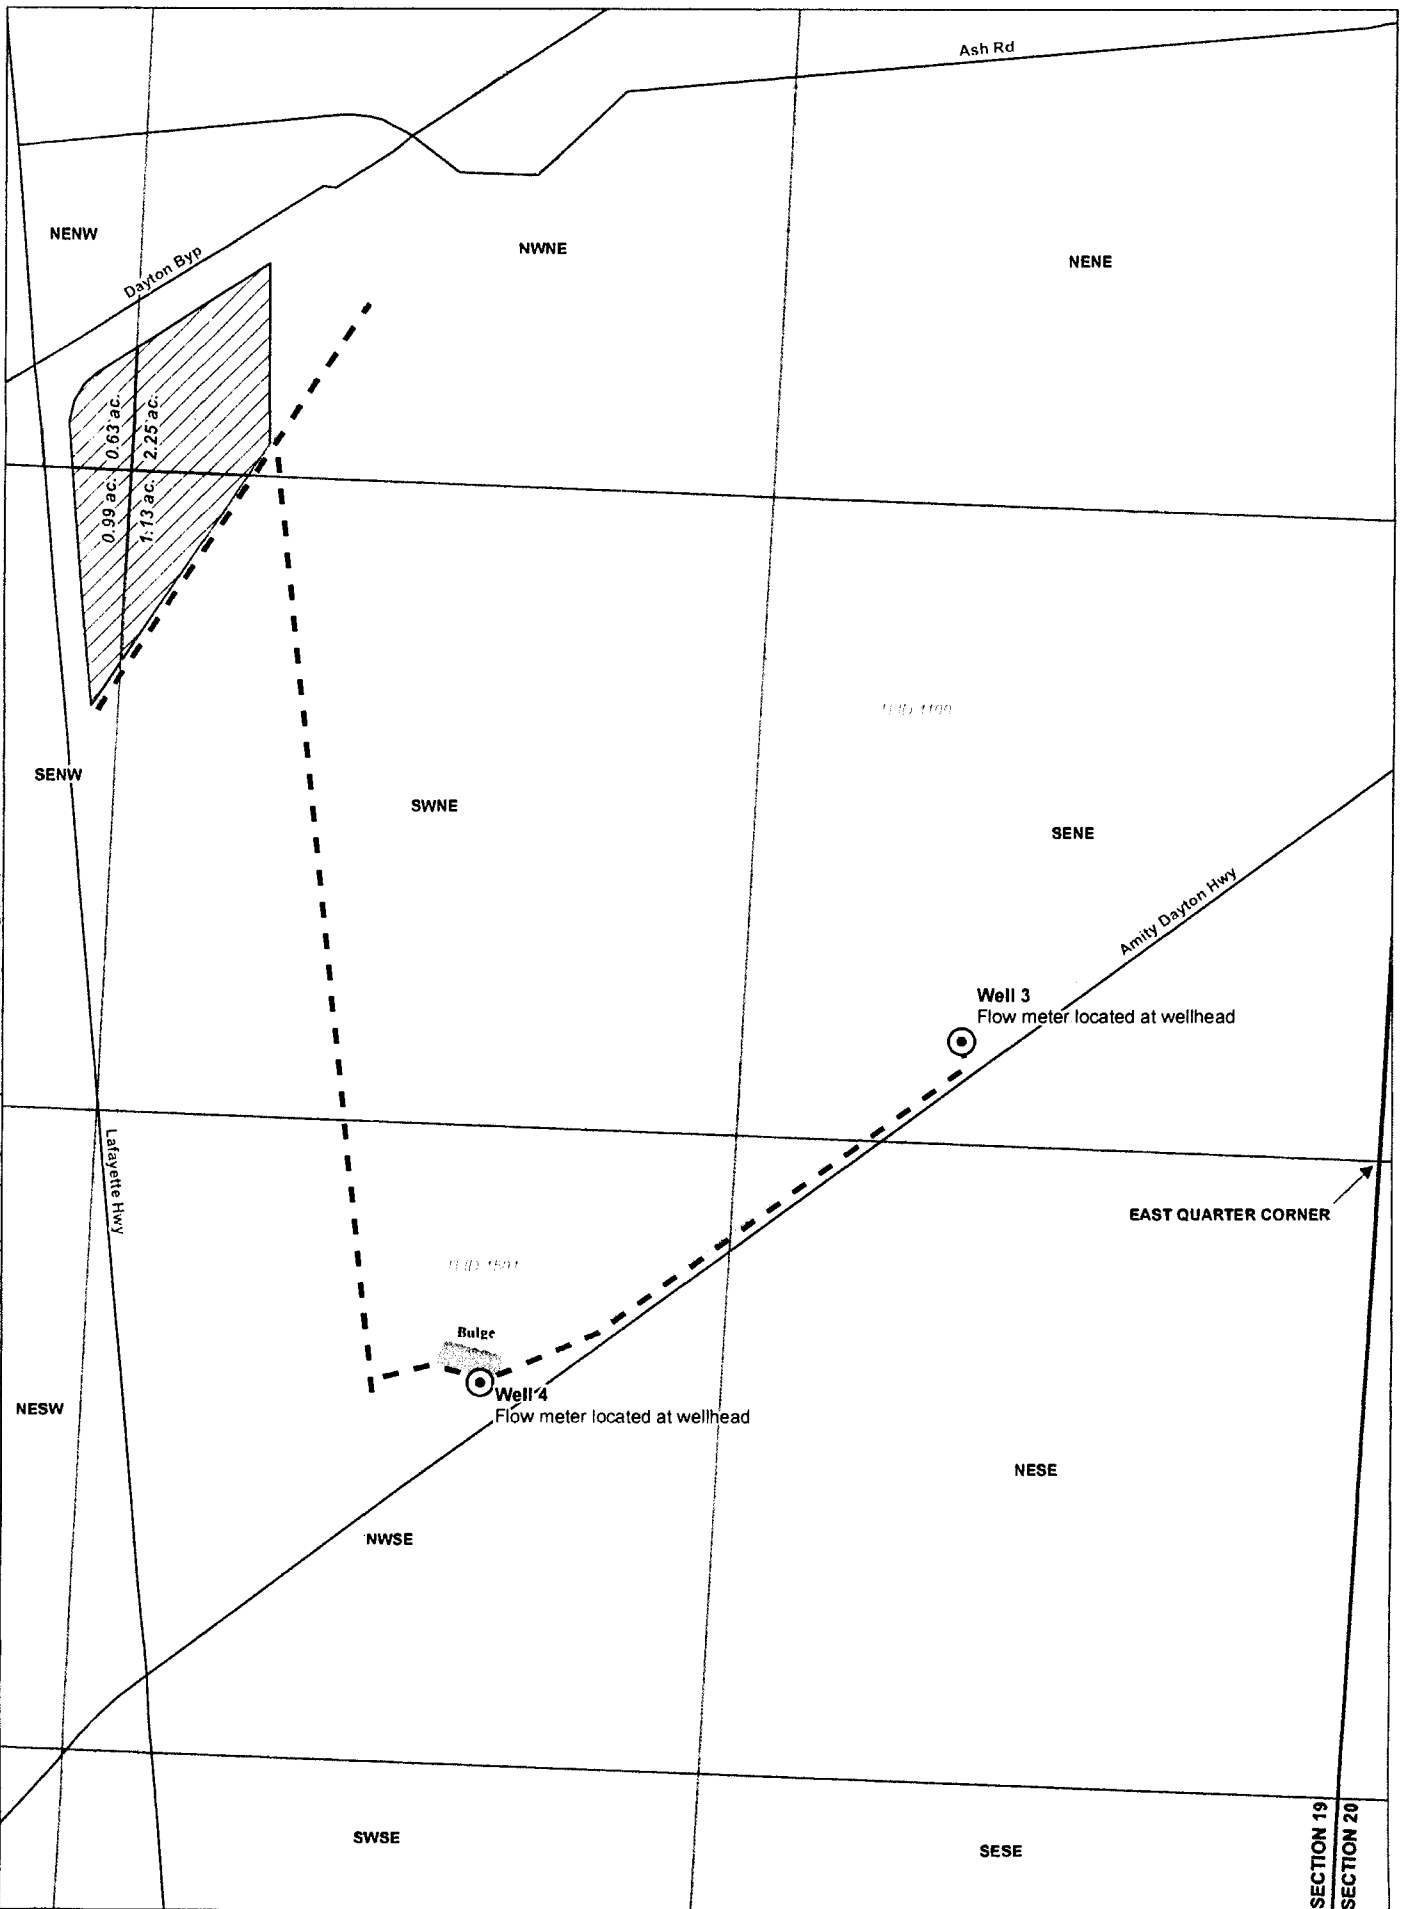 Ash Rd
NENW
NWNE
NENE
Dayton Byp
0.63 ac.
2.25 ac.
0.99 ac.
1.13 ac.
SENW
SWNE
SENE
Amity Dayton Hwy
Well 3
Flow meter located at wellhead
Lafayette Hwy
EAST QUARTER CORNER
Bulge
Well 4
Flow meter located at wellhead
NESW
NESE
NWSE
SWSE
SESE
SECTION 19
SECTION 20